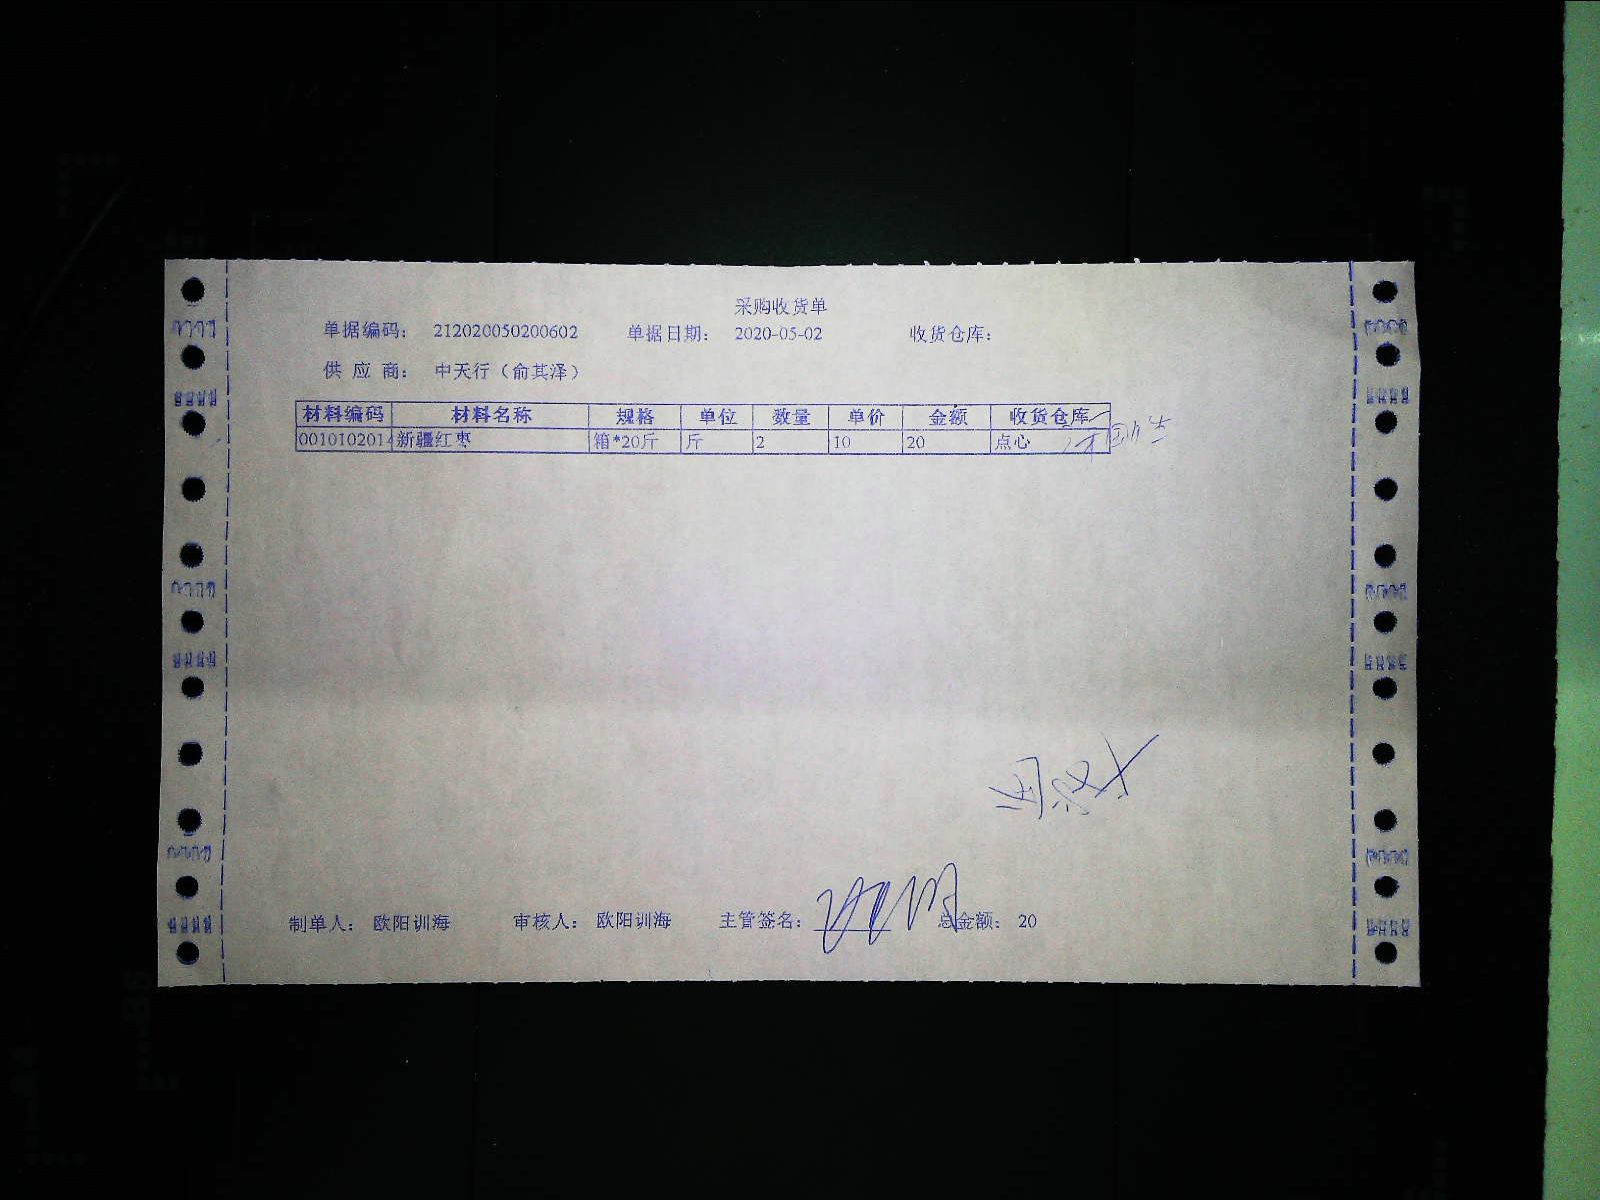 采购收货单
单据编码： 212020050200602 单据日期： 2020-05-02 收货仓库：
供 应 商： 中天行（俞其泽）
材料编码 材料名称 规格 单位 数量 单价 金额 收货仓库
0010102014 新疆红枣 箱*20斤 斤 2 10 20 点心
制单人： 欧阳训海 审核人： 欧阳训海 主管签名： 总金额： 20